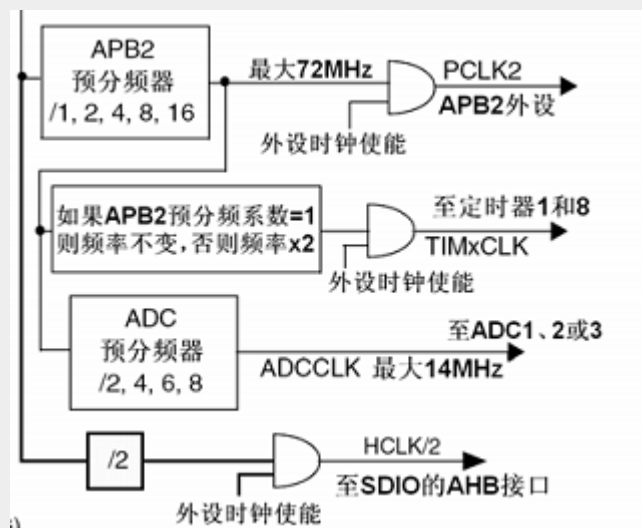 APB2
预分频器
/1, 2, 4, 8, 16
最大72MHz
PCLK2
APB2外设
外设时钟使能
如果APB2预分频系数=1
则频率不变,否则频率x2
至定时器1和8
TIMxCLK
外设时钟使能
ADC
预分频器
/2, 4, 6, 8
至ADC1、2或3
ADCCLK 最大14MHz
/2
HCLK/2
至SDIO的AHB接口
外设时钟使能